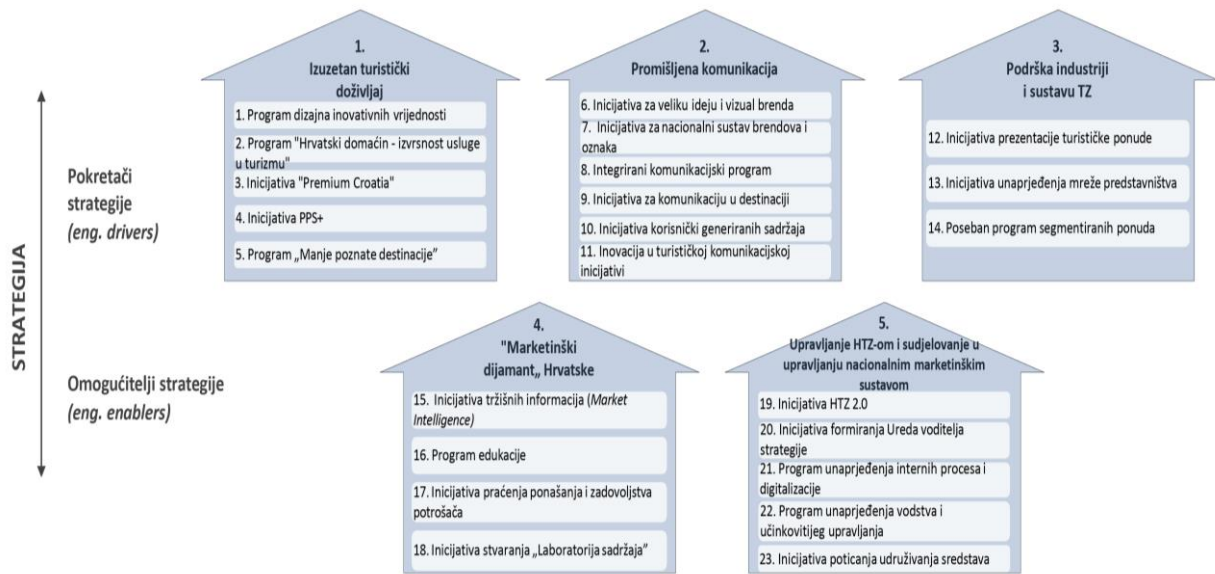 STRATEGIJA
Pokretači
strategije
(eng. drivers)
1.
Izuzetan turistički
doživljaj
1. Program dizajna inovativnih vrijednosti
2. Program "Hrvatski domaćin - izvrsnost usluge
u turizmu"
3. Inicijativa "Premium Croatia"
4. Inicijativa PPS+
5. Program „Manje poznate destinacije”
2.
Promišljena komunikacija
6. Inicijativa za veliku ideju i vizual brenda
7. Inicijativa za nacionalni sustav brendova i
oznaka
8. Integrirani komunikacijski program
9. Inicijativa za komunikaciju u destinaciji
10. Inicijativa korisnički generiranih sadržaja
11. Inovacija u turističkoj komunikacijskoj
inicijativi
3.
Podrška industriji
i sustavu TZ
12. Inicijativa prezentacije turističke ponude
13. Inicijativa unaprjeđenja mreže predstavništva
14. Poseban program segmentiranih ponuda
Omogućitelji strategije
(eng. enablers)
4.
"Marketinški
dijamant„ Hrvatske
15. Inicijativa tržišnih informacija (Market
Intelligence)
16. Program edukacije
17. Inicijativa praćenja ponašanja i zadovoljstva
potrošača
18. Inicijativa stvaranja „Laboratorija sadržaja”
5.
Upravljanje HTZ-om i sudjelovanje u
upravljanju nacionalnim marketinškim
sustavom
19. Inicijativa HTZ 2.0
20. Inicijativa formiranja Ureda voditelja
strategije
21. Program unaprjeđenja internih procesa i
digitalizacije
22. Program unaprjeđenja vodstva i
učinkovitijeg upravljanja
23. Inicijativa poticanja udruživanja sredstava